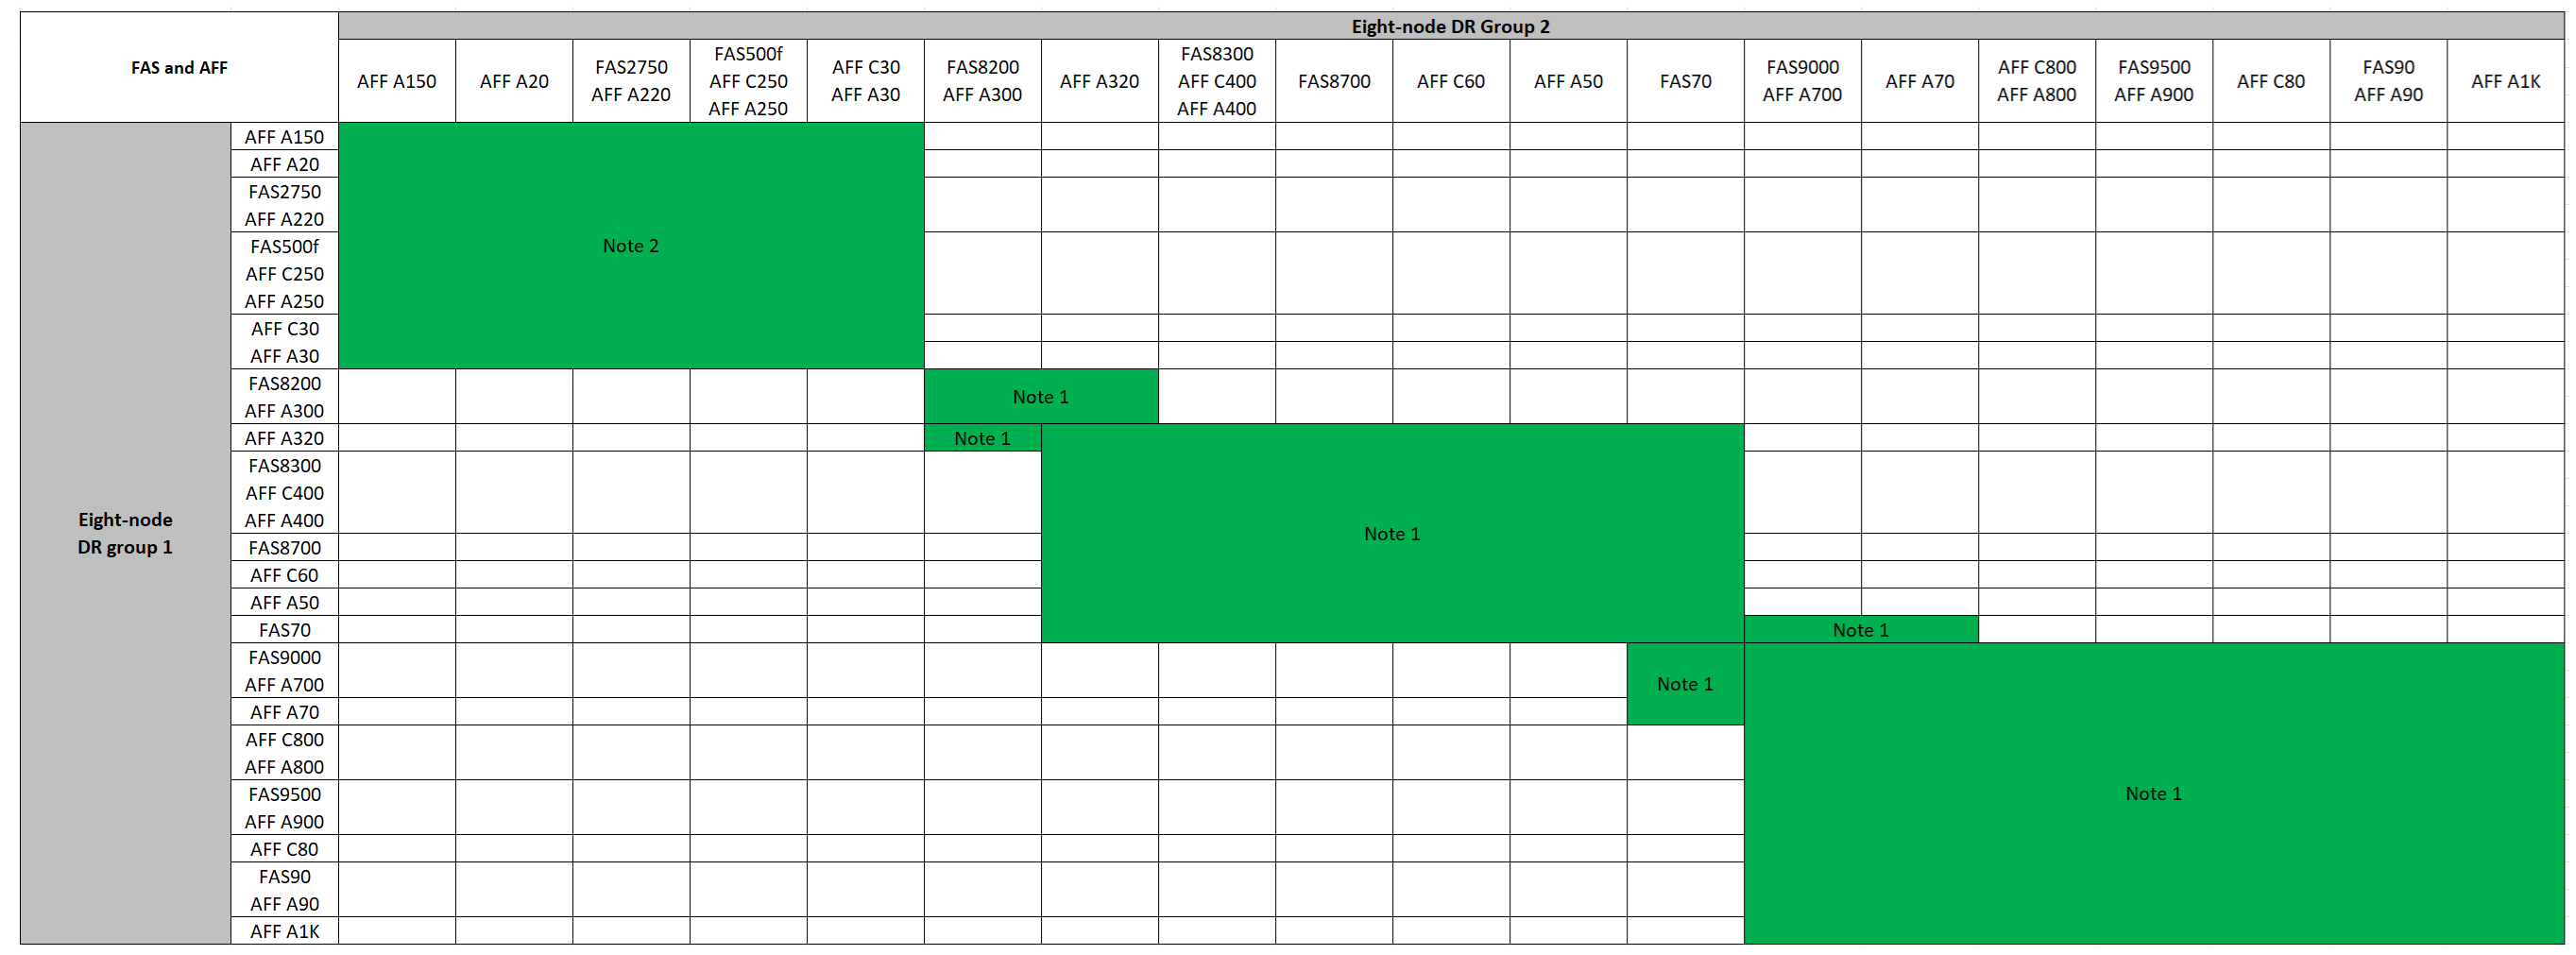 Eight-node DR Group 2
FAS and AFF
AFF A150
AFF A20
FAS2750
AFF A220
FAS500f
AFF C250
AFF A250
AFF C30
AFF A30
FAS8200
AFF A300
AFF A320
FAS8300
AFF C400
AFF A400
FAS8700
AFF C60
AFF A50
FAS70
FAS9000
AFF A700
AFF A70
AFF C800
AFF A800
FAS9500
AFF A900
AFF C80
FAS90
AFF A90
AFF A1K
Eight-node
DR group 1
AFF A150
AFF A20
FAS2750
AFF A220
FAS500f
AFF C250
AFF A250
AFF C30
AFF A30
Note 2
FAS8200
AFF A300
Note 1
AFF A320
Note 1
FAS8300
AFF C400
AFF A400
Note 1
FAS8700
AFF C60
AFF A50
FAS70
Note 1
FAS9000
AFF A700
Note 1
AFF A70
AFF C800
AFF A800
FAS9500
AFF A900
Note 1
AFF C80
FAS90
AFF A90
AFF A1K